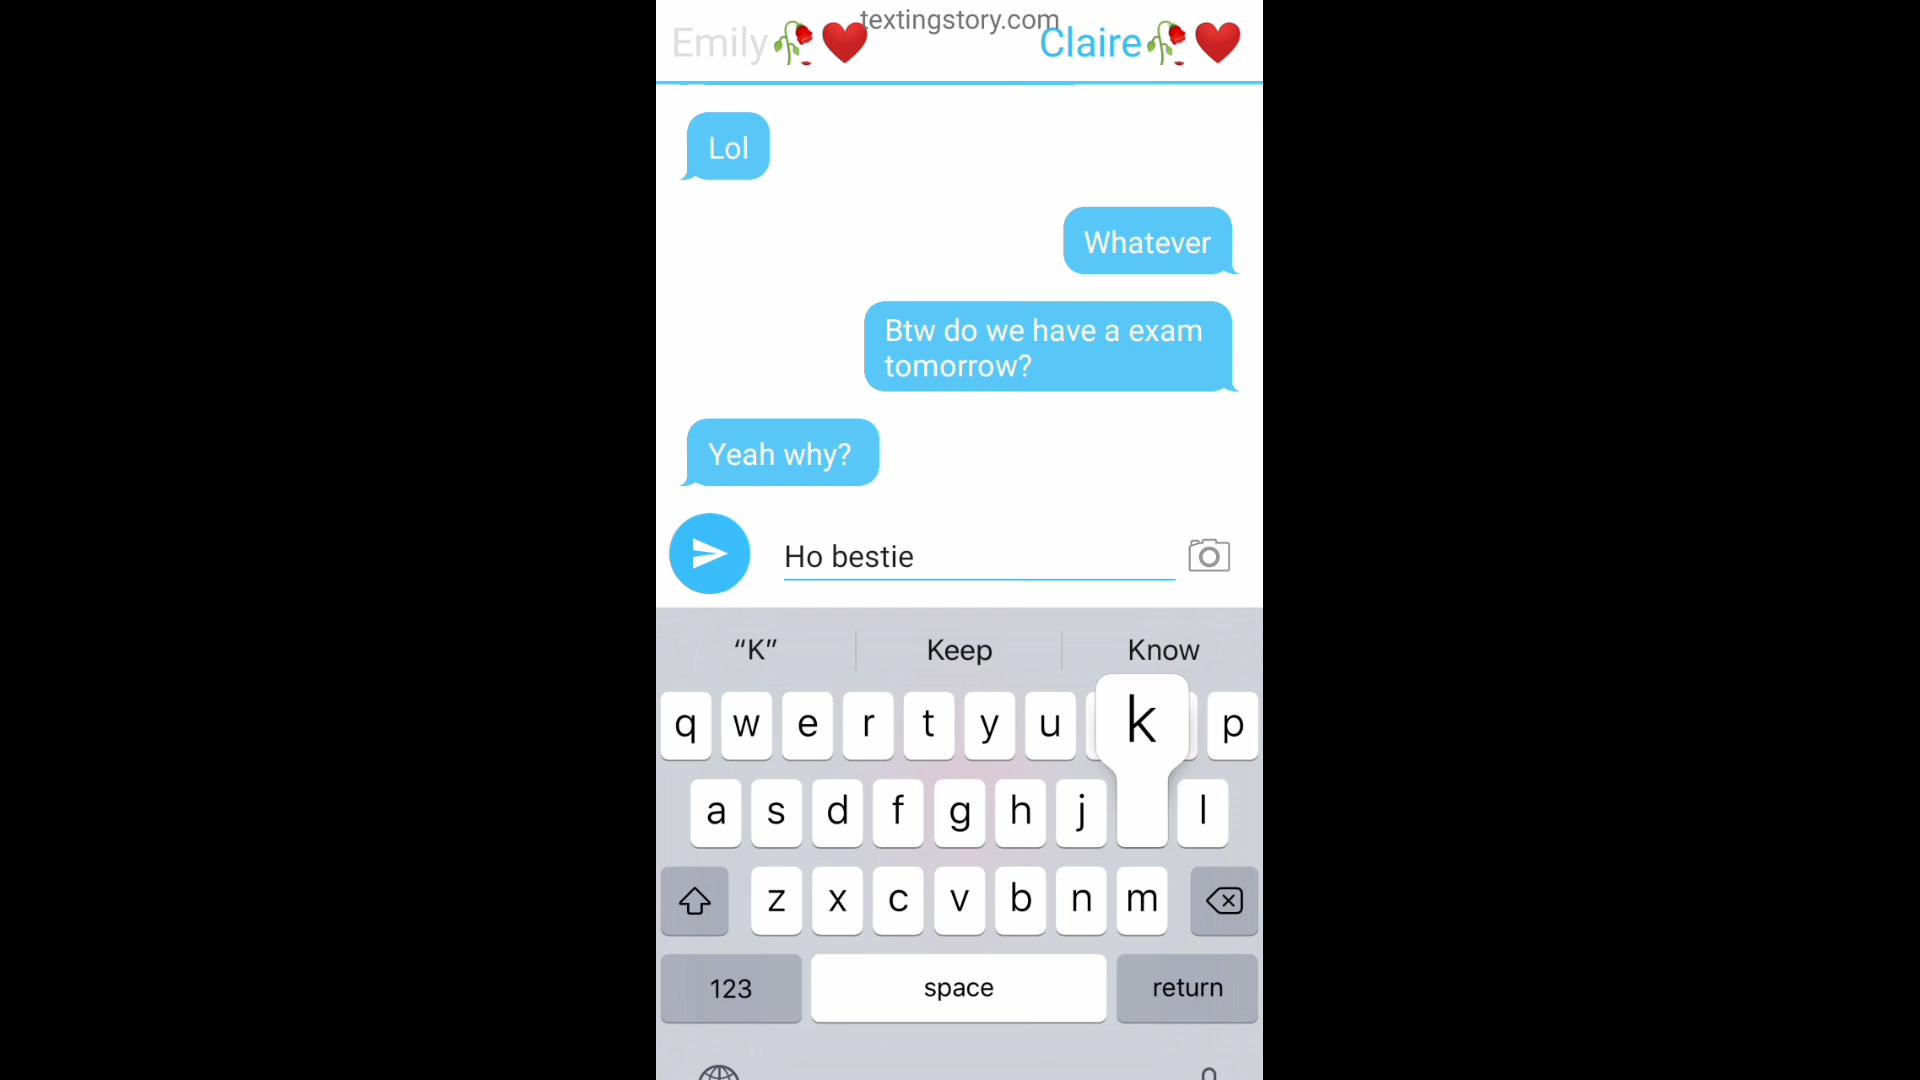 textingstory.com
Emily🥀❤️ Claire🥀❤️
Lol
Whatever
Btw do we have a exam
tomorrow?
Yeah why?
Ho bestie
“K” Keep Know
q w e r t y u k p
a s d f g h j l
z x c v b n m
123 space return